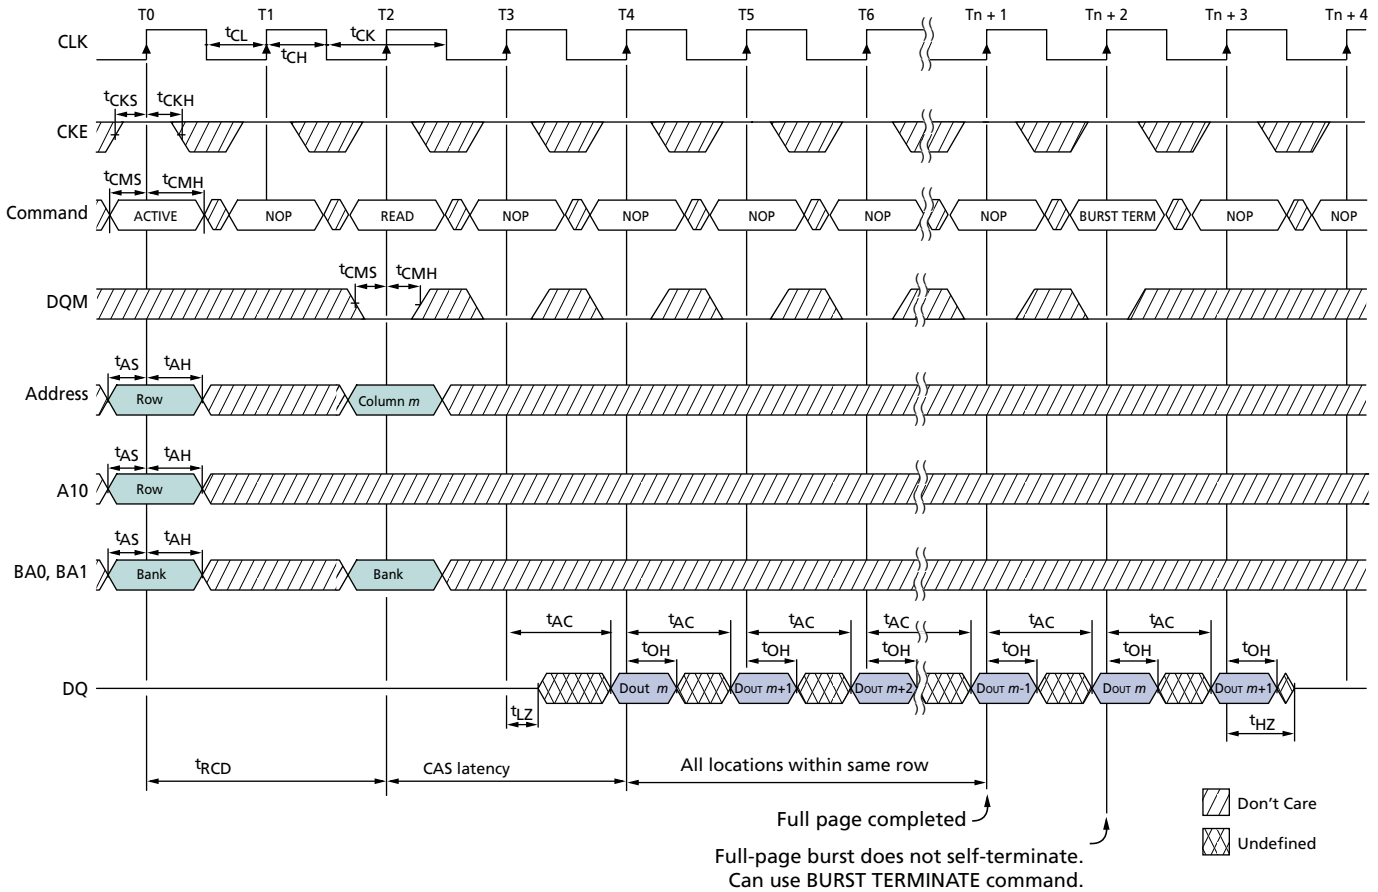 T0 T1 T2 T3 T4 T5 T6 Tn + 1 Tn + 2 Tn + 3 Tn + 4
CLK
tCL tCK
tCH
tCKS tCKH
CKE
tCMS tCMH
Command ACTIVE NOP READ NOP NOP NOP NOP NOP BURST TERM NOP NOP
tCMS tCMH
DQM
tAS tAH
Address Row Column m
tAS tAH
A10 Row
tAS tAH
BA0, BA1 Bank Bank
tAC tAC tAC tAC tAC tAC
tOH tOH tOH tOH tOH tOH
DQ Dout m DOUT m+1 DOUT m+2 DOUT m-1 DOUT m DOUT m+1
tLZ tHZ
tRCD CAS latency All locations within same row
Full page completed
Don't Care
Undefined
Full-page burst does not self-terminate.
Can use BURST TERMINATE command.